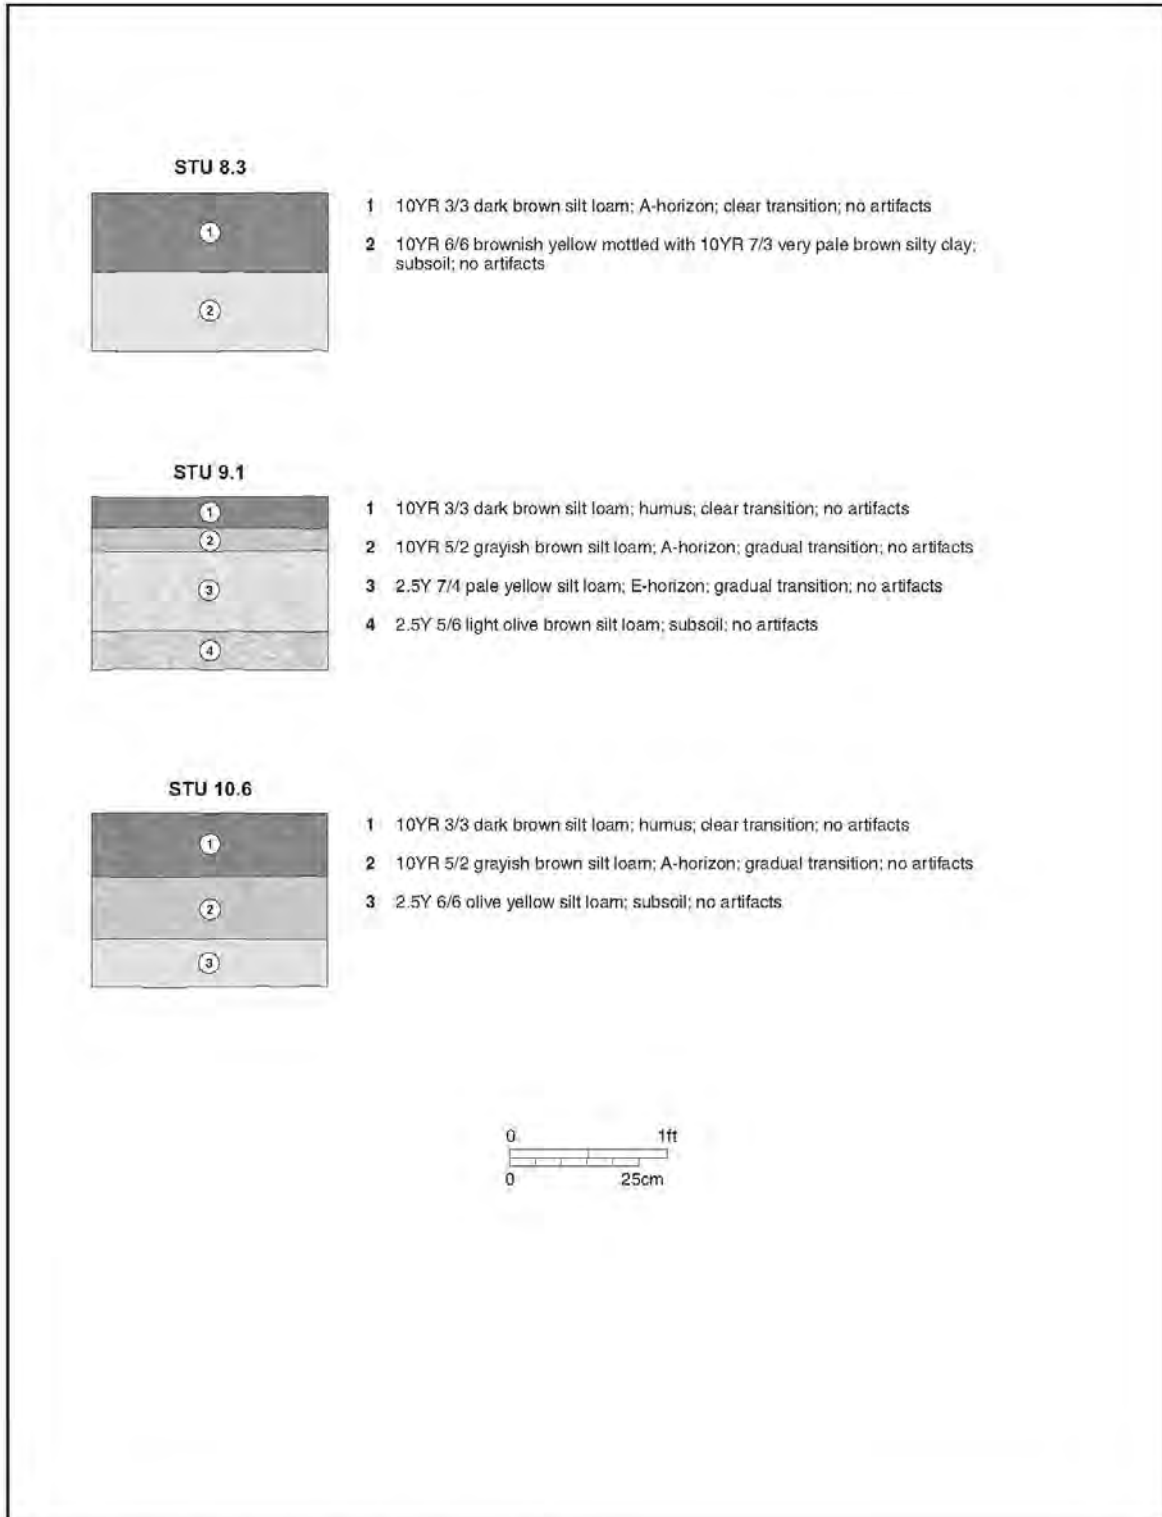 STU 8.3
1
2
1 10YR 3/3 dark brown silt loam; A-horizon; clear transition; no artifacts
2 10YR 6/6 brownish yellow mottled with 10YR 7/3 very pale brown silty clay;
subsoil; no artifacts
STU 9.1
1
2
3
4
1 10YR 3/3 dark brown silt loam; humus; clear transition; no artifacts
2 10YR 5/2 grayish brown silt loam; A-horizon; gradual transition; no artifacts
3 2.5Y 7/4 pale yellow silt loam; E-horizon; gradual transition; no artifacts
4 2.5Y 5/6 light olive brown silt loam; subsoil; no artifacts
STU 10.6
1
2
3
1 10YR 3/3 dark brown silt loam; humus; clear transition; no artifacts
2 10YR 5/2 grayish brown silt loam; A-horizon; gradual transition; no artifacts
3 2.5Y 6/6 olive yellow silt loam; subsoil; no artifacts
0 1ft
0 25cm